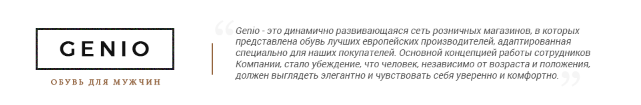 GENIO
ОБУВЬ ДЛЯ МУЖЧИН
Genio - это динамично развивающаяся сеть розничных магазинов, в которых
представлена обувь лучших европейских производителей, адаптированная
специально для наших покупателей. Основной концепцией работы сотрудников
Компании, стало убеждение, что человек, независимо от возраста и положения,
должен выглядеть элегантно и чувствовать себя уверенно и комфортно.